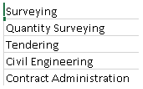 Surveying
Quantity Surveying
Tendering
Civil Engineering
Contract Administration